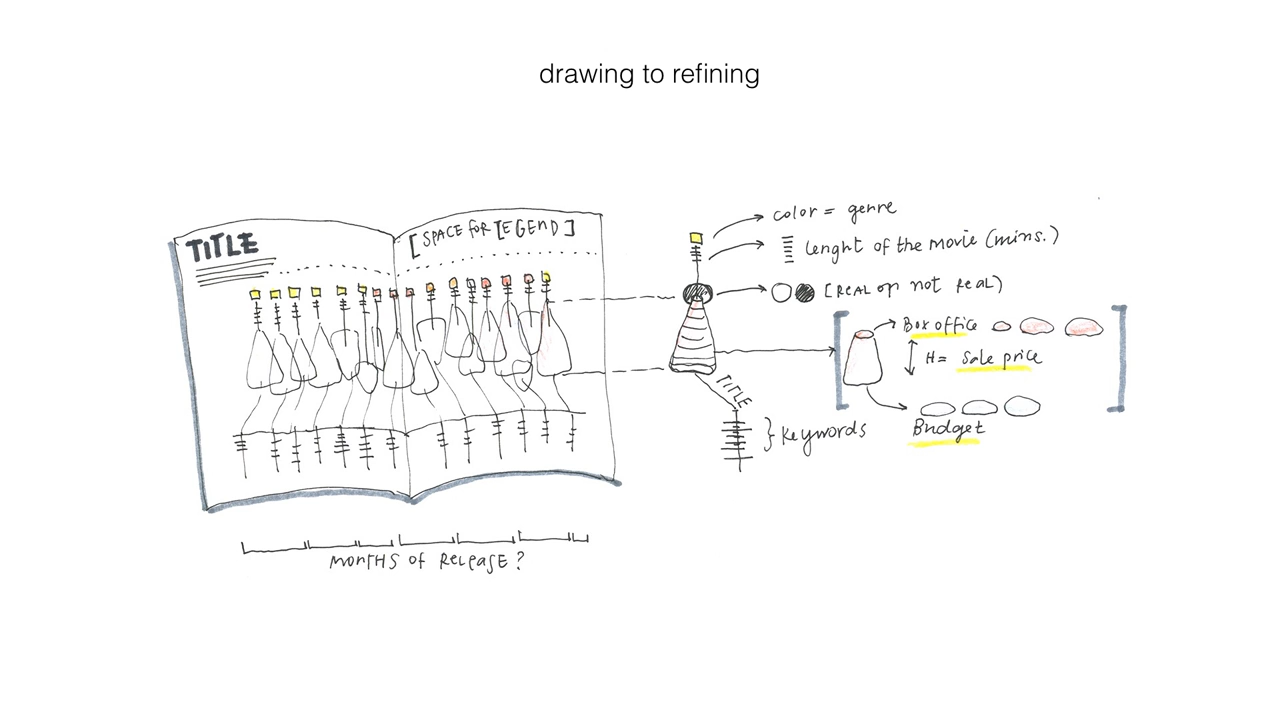 drawing to refining
TITLE
[SPACE FOR LEGEND]
MONTHS OF RELEASE?
color = genre
lenght of the movie (mins.)
[REAL OR not REAL)
Box office
H = sale price
Budget
TITLE
} Keywords